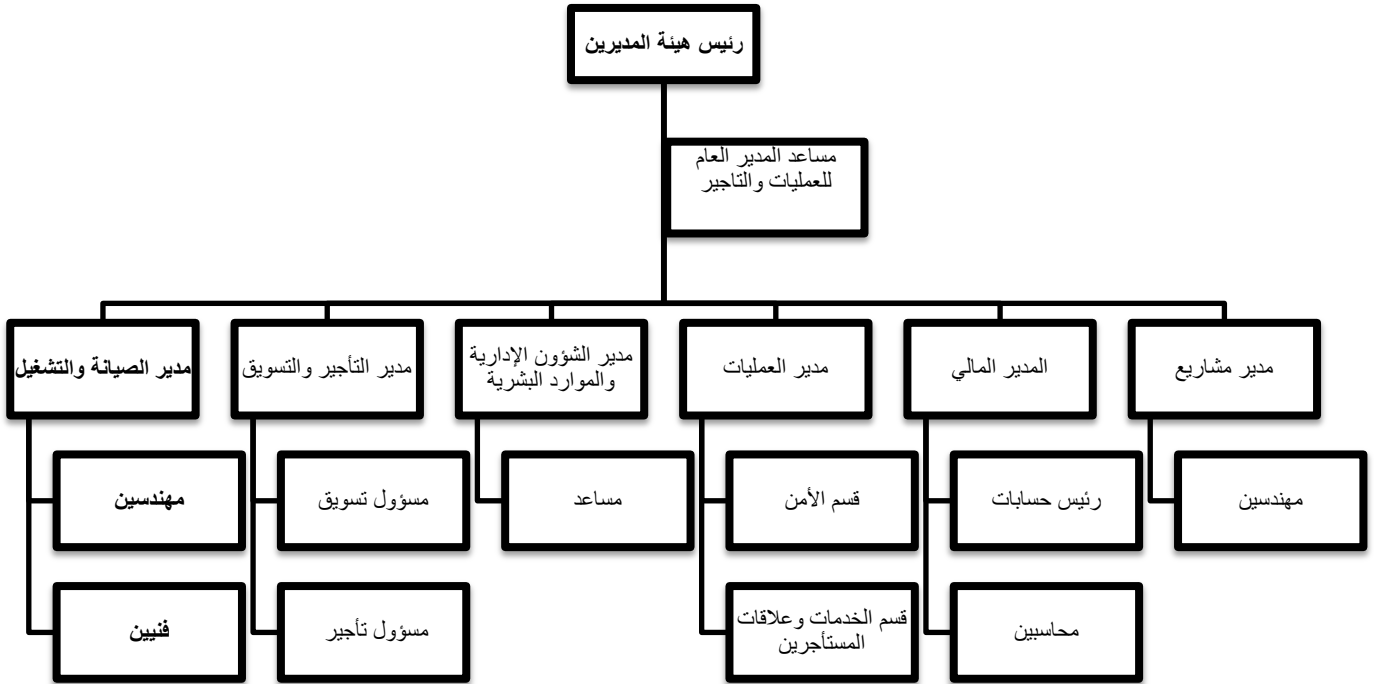 رئيس هيئة المديرين
مساعد المدير العام
للعمليات والتاجير
مدير مشاريع
المدير المالي
مدير العمليات
مدير الشؤون الإدارية
والموارد البشرية
مدير التأجير والتسويق
مدير الصيانة والتشغيل
مهندسين
رئيس حسابات
قسم الأمن
مساعد
مسؤول تسويق
مهندسين
محاسبين
قسم الخدمات وعلاقات
المستأجرين
مسؤول تأجير
فنيين